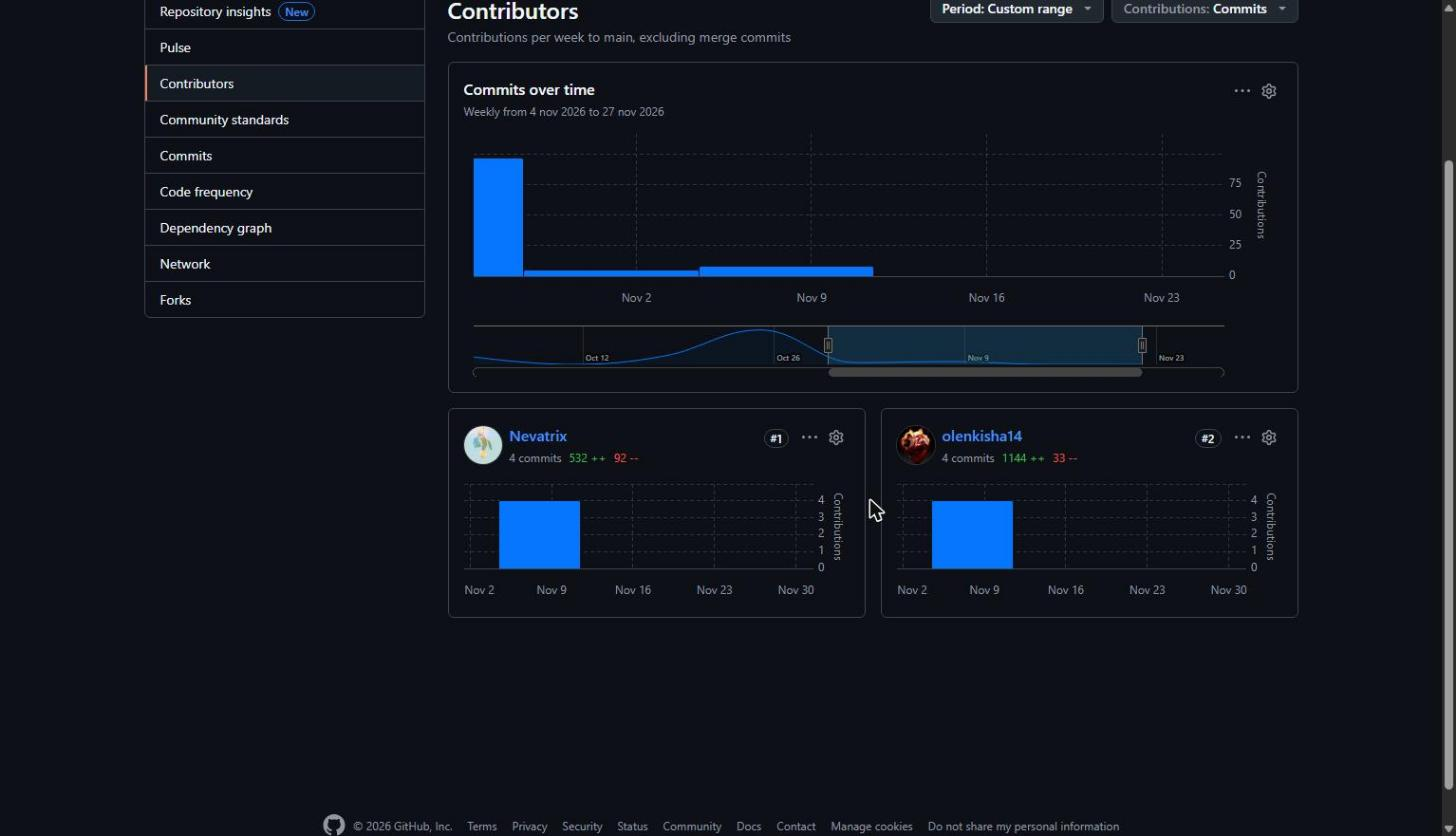 Repository insights New
Pulse
Contributors
Community standards
Commits
Code frequency
Dependency graph
Network
Forks
Contributors
Period: Custom range
Contributions: Commits
Contributions per week to main, excluding merge commits
Commits over time
Weekly from 4 nov 2026 to 27 nov 2026
75
50
25
0
Contributions
Nov 2 Nov 9 Nov 16 Nov 23
Oct 12 Oct 26 Nov 9 Nov 23
Nevatrix
#1
4 commits 532 ++ 92 --
4
3
2
1
0
Contributions
Nov 2 Nov 9 Nov 16 Nov 23 Nov 30
olenkisha14
#2
4 commits 1144 ++ 33 --
4
3
2
1
0
Contributions
Nov 2 Nov 9 Nov 16 Nov 23 Nov 30
© 2026 GitHub, Inc. Terms Privacy Security Status Community Docs Contact Manage cookies Do not share my personal information